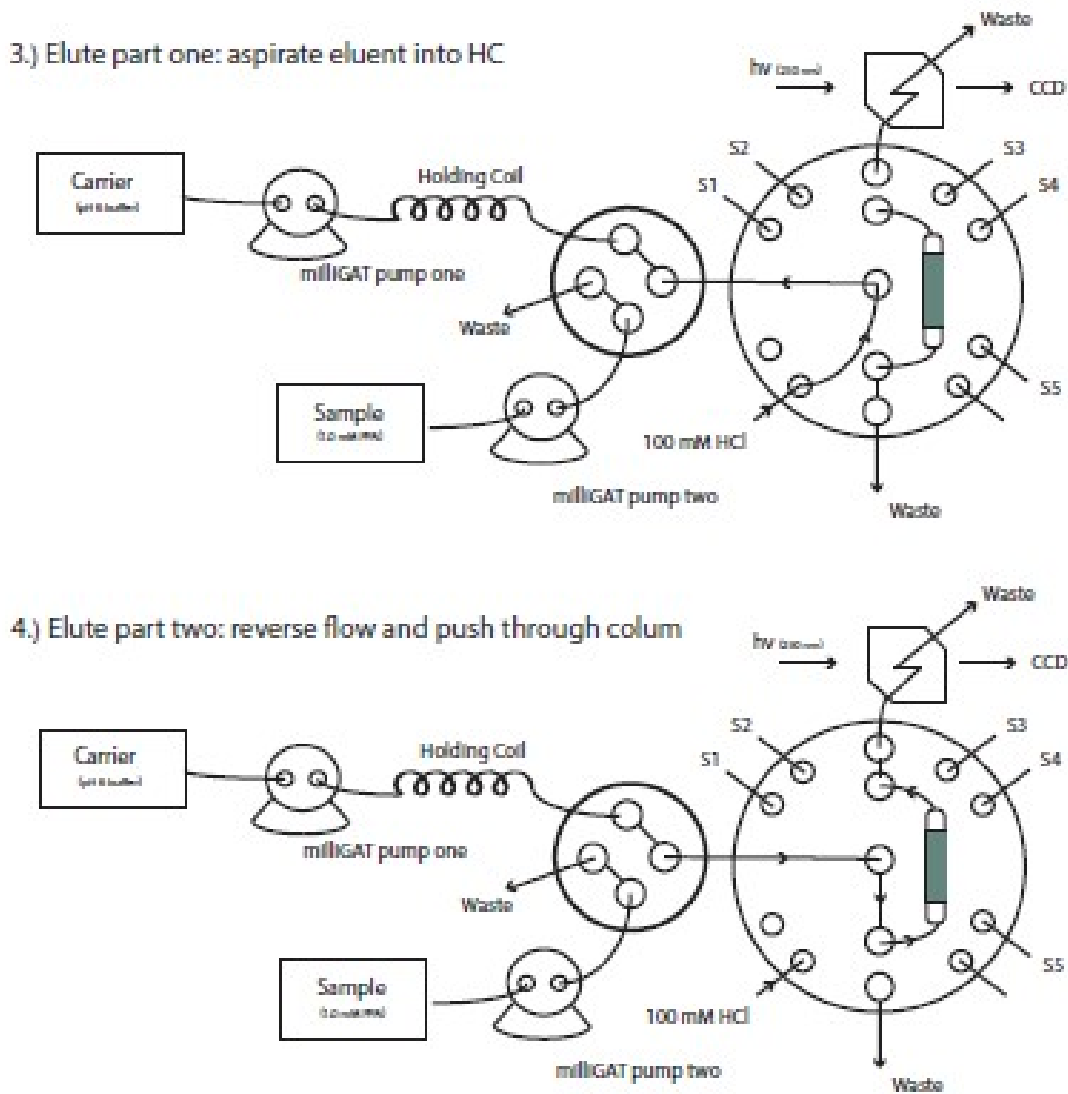 3.) Elute part one: aspirate eluent into HC
Waste
hv
CCD
S2
S3
S1
S4
Carrier
Holding Coil
milliGAT pump one
Waste
Sample
100 mM HCl
S5
milliGAT pump two
Waste
4.) Elute part two: reverse flow and push through colum
Waste
hv
CCD
S2
S3
S1
S4
Carrier
Holding Coil
milliGAT pump one
Waste
Sample
100 mM HCl
S5
milliGAT pump two
Waste